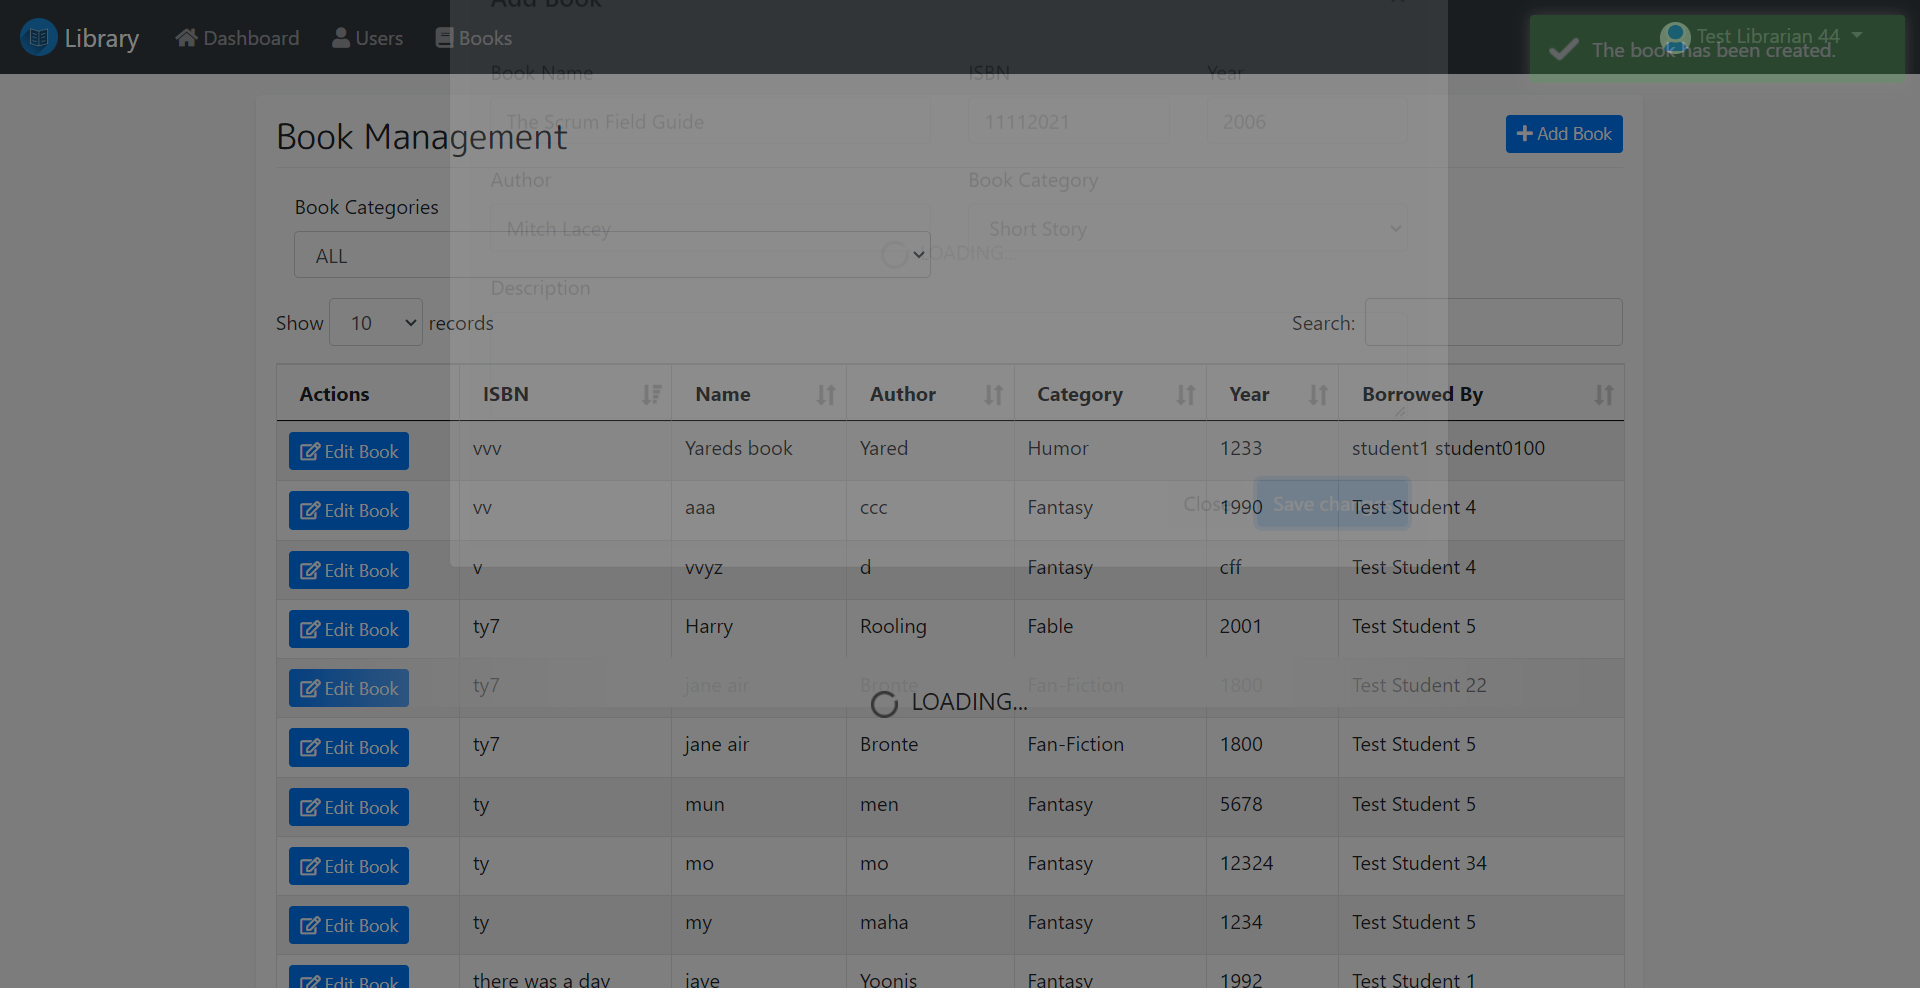 Add Book
Library Dashboard Users Books
Test Librarian 44
The book has been created.
Book Name ISBN Year
The Scrum Field Guide 11112021 2006
Book Management
Add Book
Author Book Category
Mitch Lacey Short Story
Book Categories
ALL
LOADING...
Description
Show 10 records
Search:
Actions ISBN Name Author Category Year Borrowed By
Edit Book vvv Yareds book Yared Humor 1233 student1 student0100
Edit Book vv aaa ccc Fantasy 1990 Test Student 4
Close Save changes
Edit Book v vvyz d Fantasy cff Test Student 4
Edit Book ty7 Harry Rooling Fable 2001 Test Student 5
Edit Book ty7 jane air Bronte Fan-Fiction 1800 Test Student 22
LOADING...
Edit Book ty7 jane air Bronte Fan-Fiction 1800 Test Student 5
Edit Book ty mun men Fantasy 5678 Test Student 5
Edit Book ty mo mo Fantasy 12324 Test Student 34
Edit Book ty my maha Fantasy 1234 Test Student 5
Edit Book there was a day jave Yoonis Fantasy 1992 Test Student 1